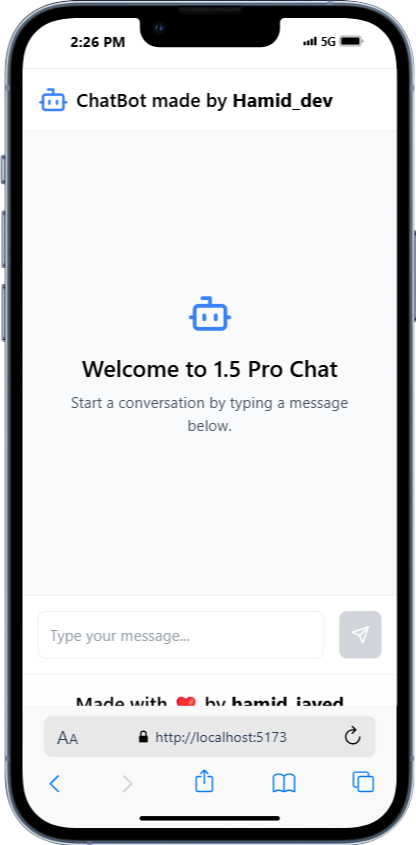 2:26 PM
5G
ChatBot made by Hamid_dev
Welcome to 1.5 Pro Chat
Start a conversation by typing a message
below.
Type your message...
Made with ❤️ by hamid_javed
AA
http://localhost:5173